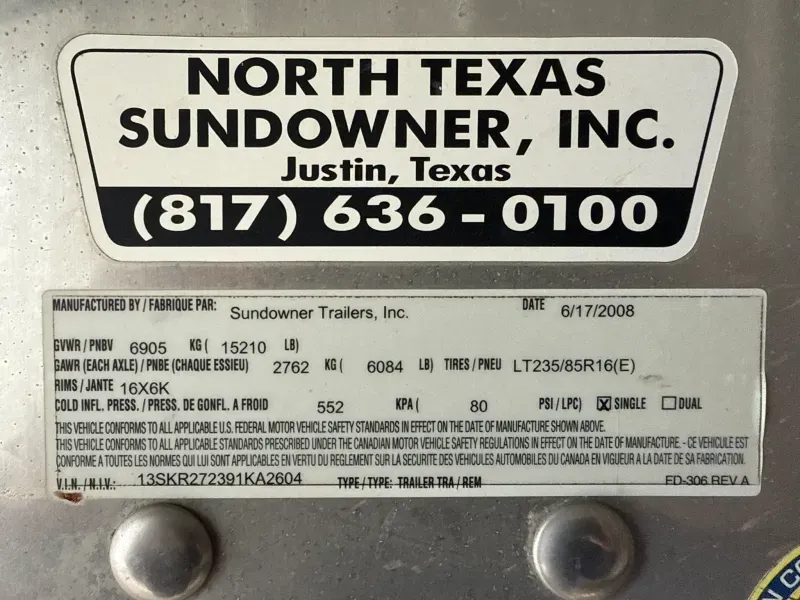 NORTH TEXAS
SUNDOWNER, INC.
Justin, Texas
(817) 636-0100
MANUFACTURED BY / FABRIQUE PAR: Sundowner Trailers, Inc. DATE 6/17/2008
GVWR / PNBV 6905 KG ( 15210 LB)
GAWR (EACH AXLE) / PNBE (CHAQUE ESSIEU) 2762 KG ( 6084 LB) TIRES / PNEU LT235/85R16(E)
RIMS / JANTE 16X6K
COLD INFL. PRESS. / PRESS. DE GONFL. A FROID 552 KPA ( 80 PSI / LPC) ☒ SINGLE ☐ DUAL
THIS VEHICLE CONFORMS TO ALL APPLICABLE U.S. FEDERAL MOTOR VEHICLE SAFETY STANDARDS IN EFFECT ON THE DATE OF MANUFACTURE SHOWN ABOVE.
THIS VEHICLE CONFORMS TO ALL APPLICABLE STANDARDS PRESCRIBED UNDER THE CANADIAN MOTOR VEHICLE SAFETY REGULATIONS IN EFFECT ON THE DATE OF MANUFACTURE. - CE VEHICULE EST
CONFORME A TOUTES LES NORMES QUI LUI SONT APPLICABLES EN VERTU DU REGLEMENT SUR LA SECURITE DES VEHICULES AUTOMOBILES DU CANADA EN VIGUEUR A LA DATE DE SA FABRICATION.
V.I.N. / N.I.V.: 13SKR272391KA2604 TYPE / TYPE: TRAILER TRA / REM FD-306 REV A